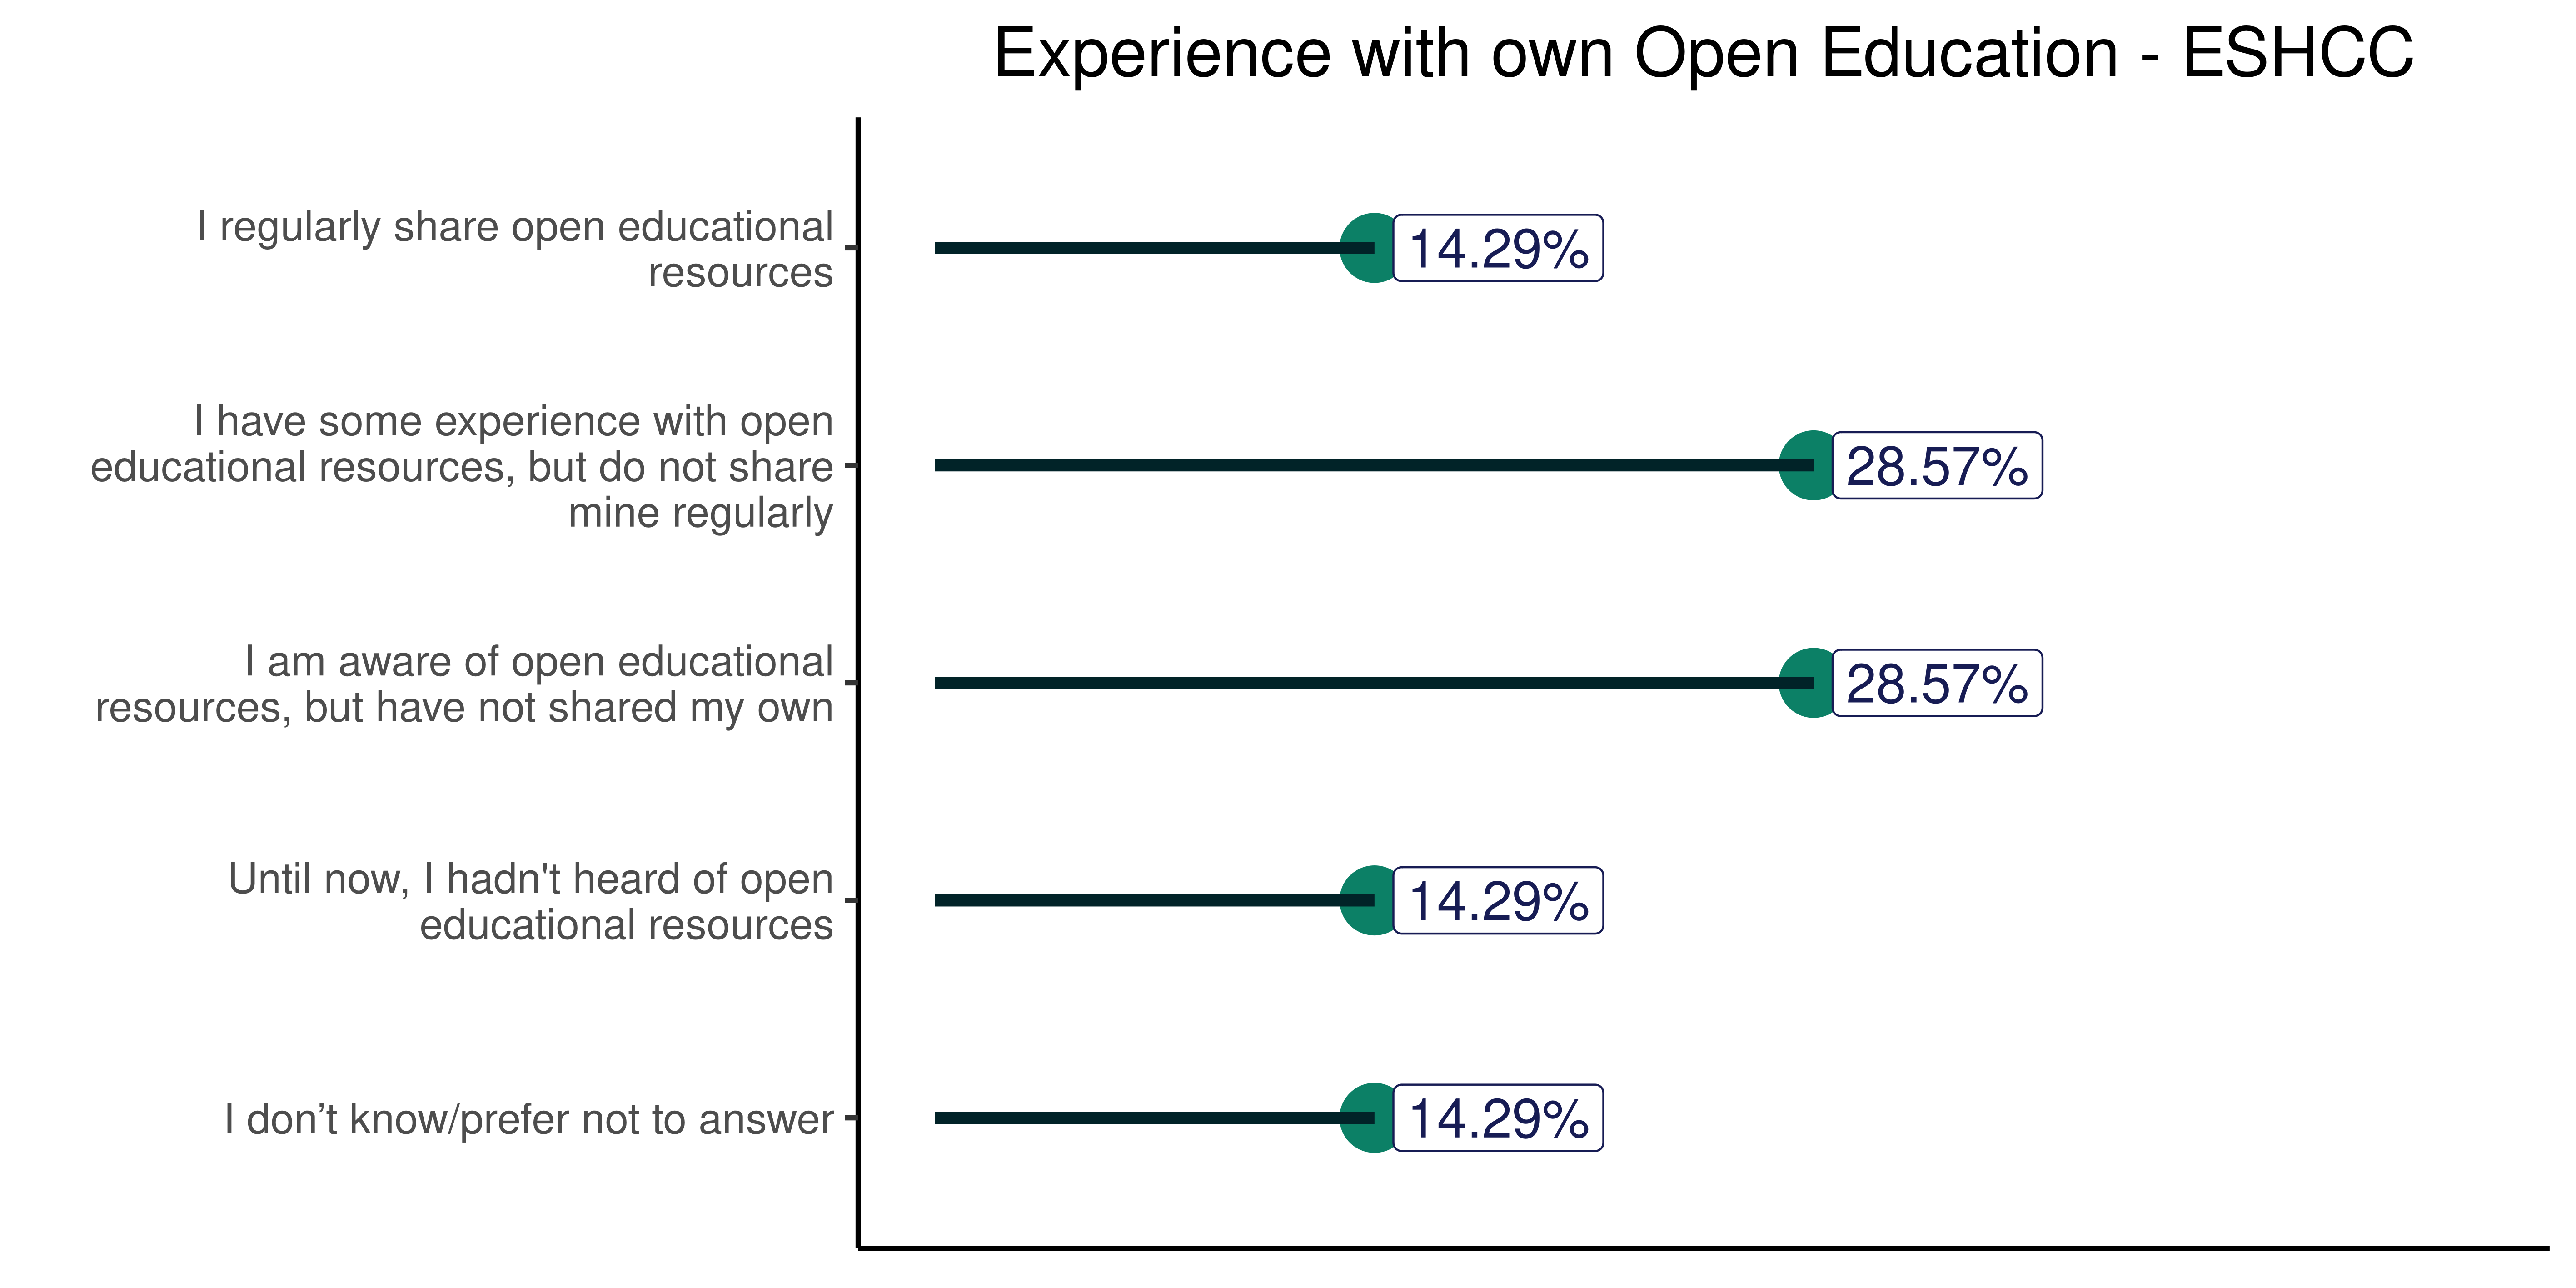 Experience with own Open Education - ESHCC
I regularly share open educational
resources
14.29%
I have some experience with open
educational resources, but do not share
mine regularly
28.57%
I am aware of open educational
resources, but have not shared my own
28.57%
Until now, I hadn't heard of open
educational resources
14.29%
I don’t know/prefer not to answer
14.29%